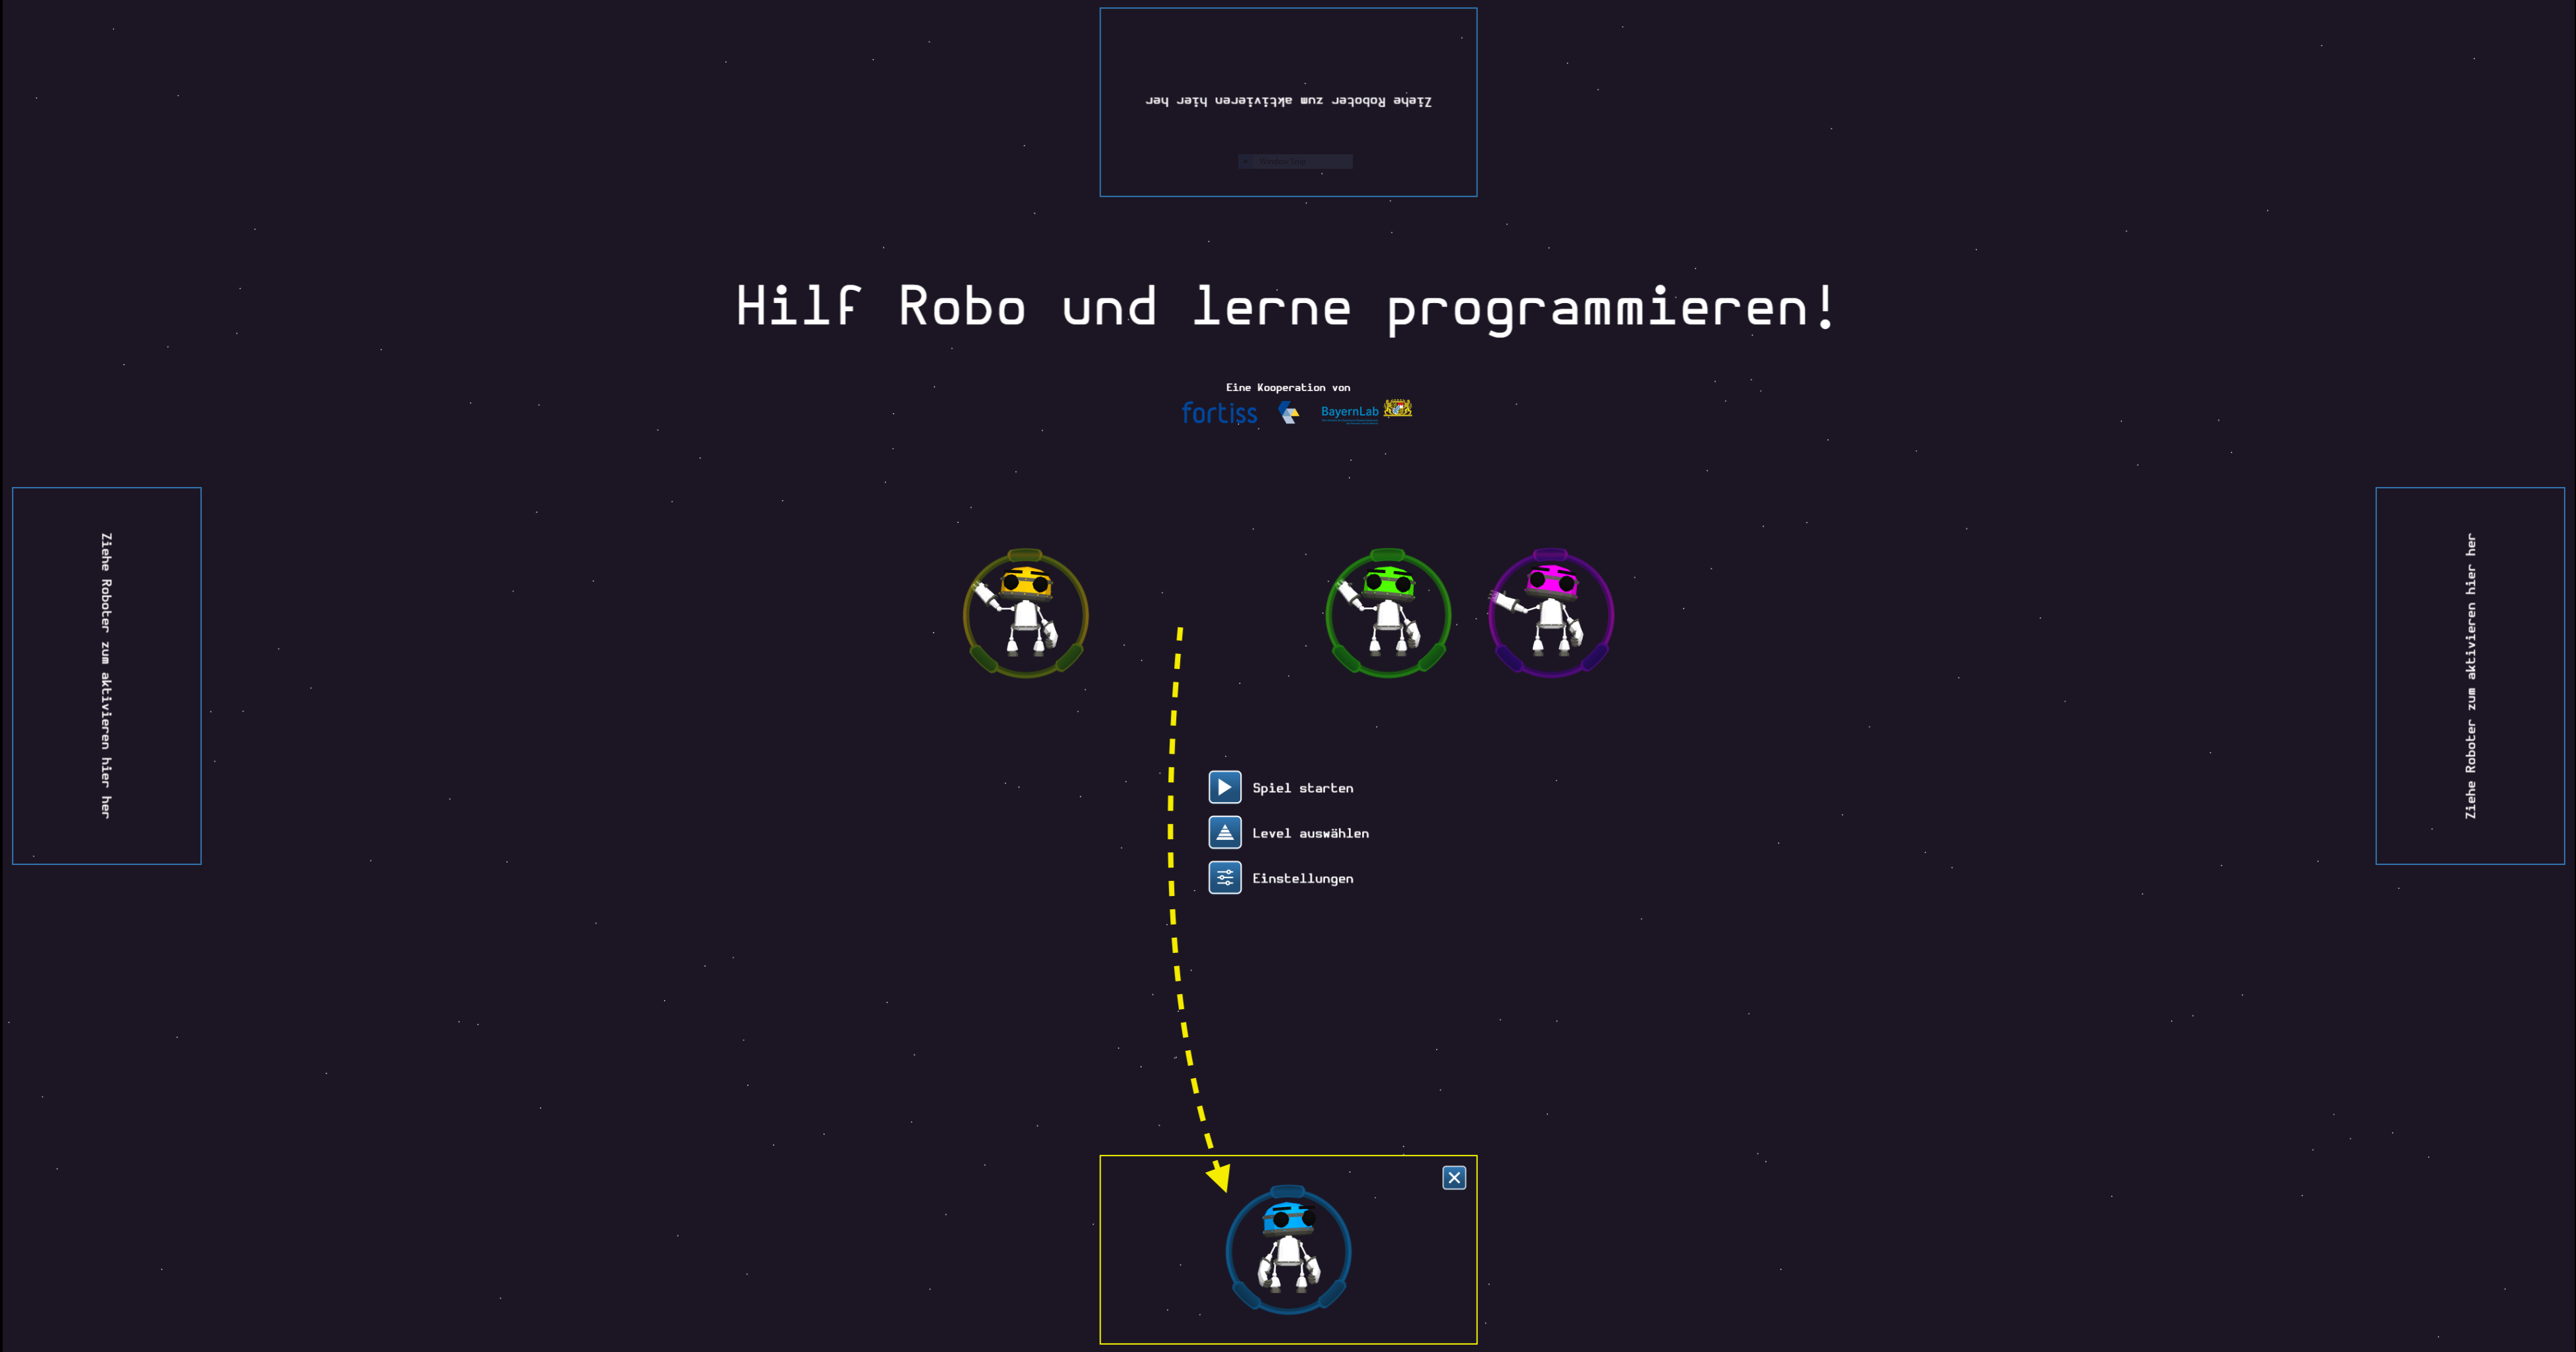 Ziehe Roboter zum aktivieren hier her
Hilf Robo und lerne programmieren!
Eine Kooperation von
fortiss
BayernLab
Ziehe Roboter zum aktivieren hier her
Ziehe Roboter zum aktivieren hier her
Spiel starten
Level auswählen
Einstellungen